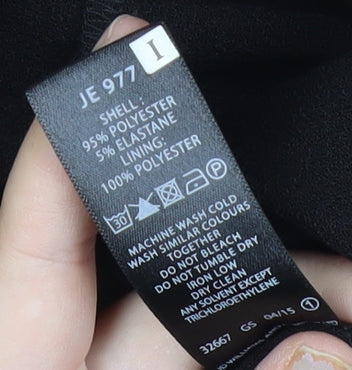 I
JE 977
SHELL:
95% POLYESTER
5% ELASTANE
LINING:
100% POLYESTER
30 P
MACHINE WASH COLD
WASH SIMILAR COLOURS
TOGETHER
DO NOT BLEACH
DO NOT TUMBLE DRY
IRON LOW
DRY CLEAN
ANY SOLVENT EXCEPT
TRICHLOROETHYLENE
32667 GS 04/15 1